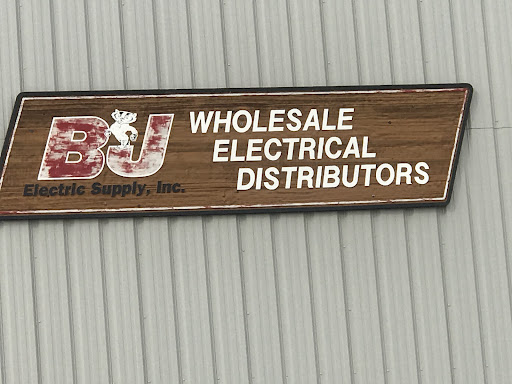 BJ
Electric Supply, Inc.
WHOLESALE
ELECTRICAL
DISTRIBUTORS